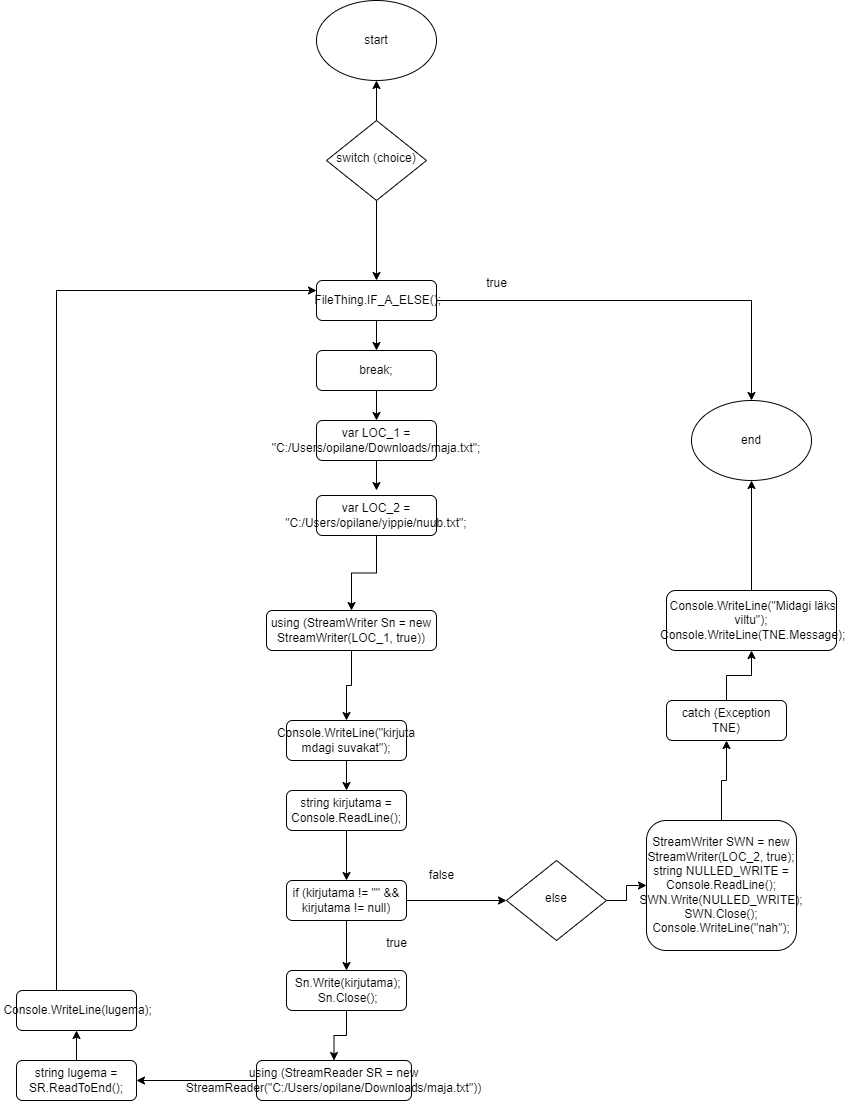 start
switch (choice)
FileThing.IF_A_ELSE();
true
break;
var LOC_1 =
"C:/Users/opilane/Downloads/maja.txt";
end
var LOC_2 =
"C:/Users/opilane/yippie/nuub.txt";
using (StreamWriter Sn = new
StreamWriter(LOC_1, true))
Console.WriteLine("Midagi läks
viltu");
Console.WriteLine(TNE.Message);
catch (Exception
TNE)
Console.WriteLine("kirjuta
mdagi suvakat");
string kirjutama =
Console.ReadLine();
if (kirjutama != "" &&
kirjutama != null)
false
else
StreamWriter SWN = new
StreamWriter(LOC_2, true);
string NULLED_WRITE =
Console.ReadLine();
SWN.Write(NULLED_WRITE);
SWN.Close();
Console.WriteLine("nah");
true
Sn.Write(kirjutama);
Sn.Close();
using (StreamReader SR = new
StreamReader("C:/Users/opilane/Downloads/maja.txt"))
string lugema =
SR.ReadToEnd();
Console.WriteLine(lugema);